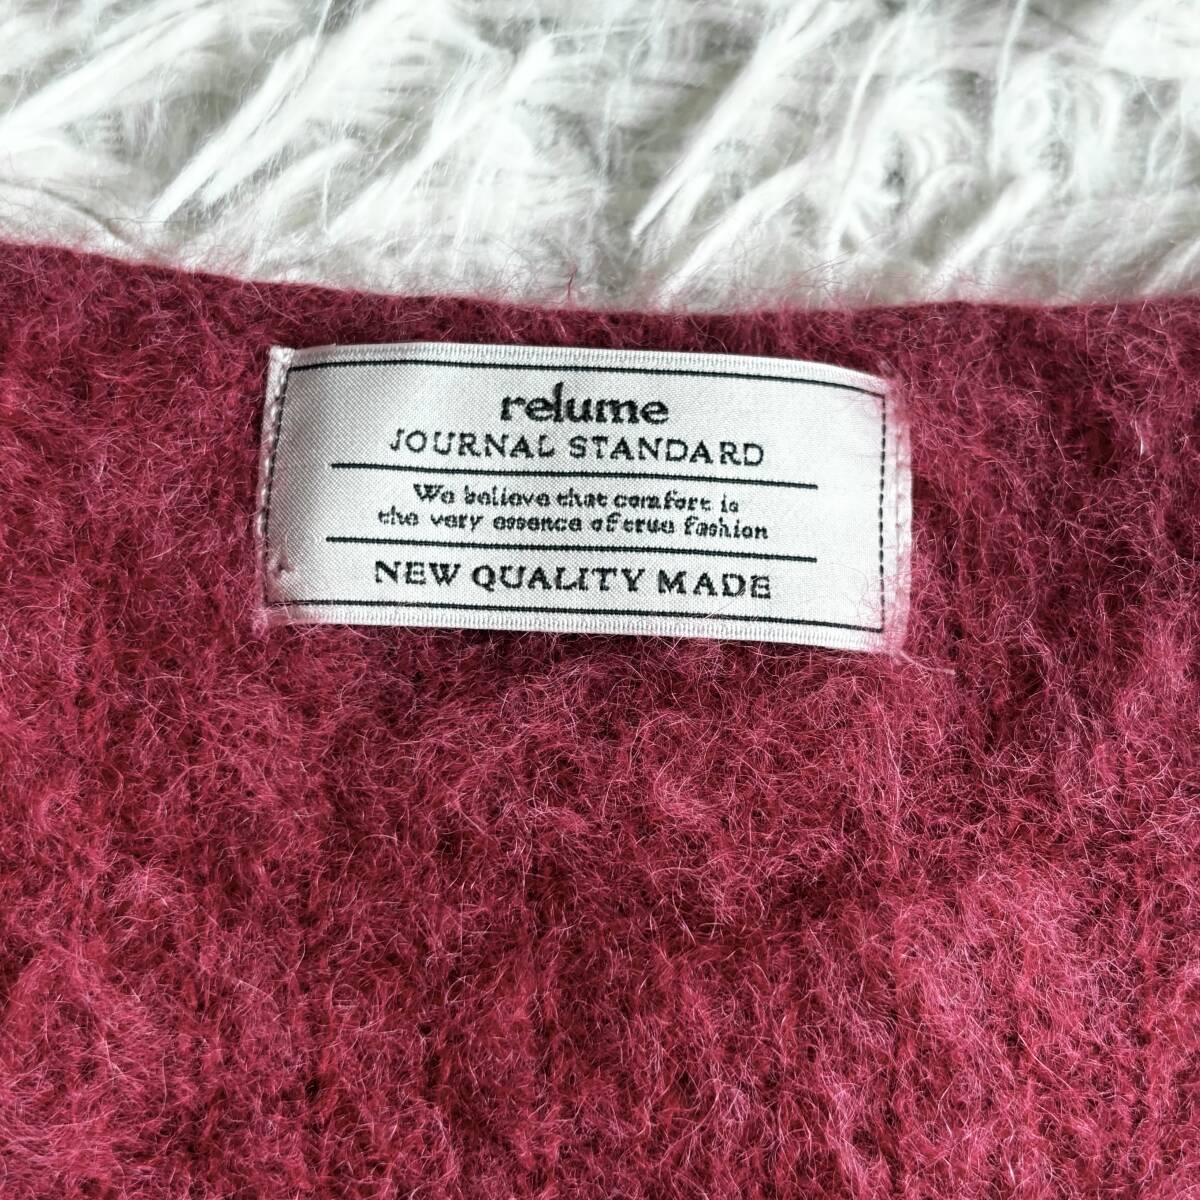 relume
JOURNAL STANDARD
We believe that comfort is
the very essence of true fashion
NEW QUALITY MADE